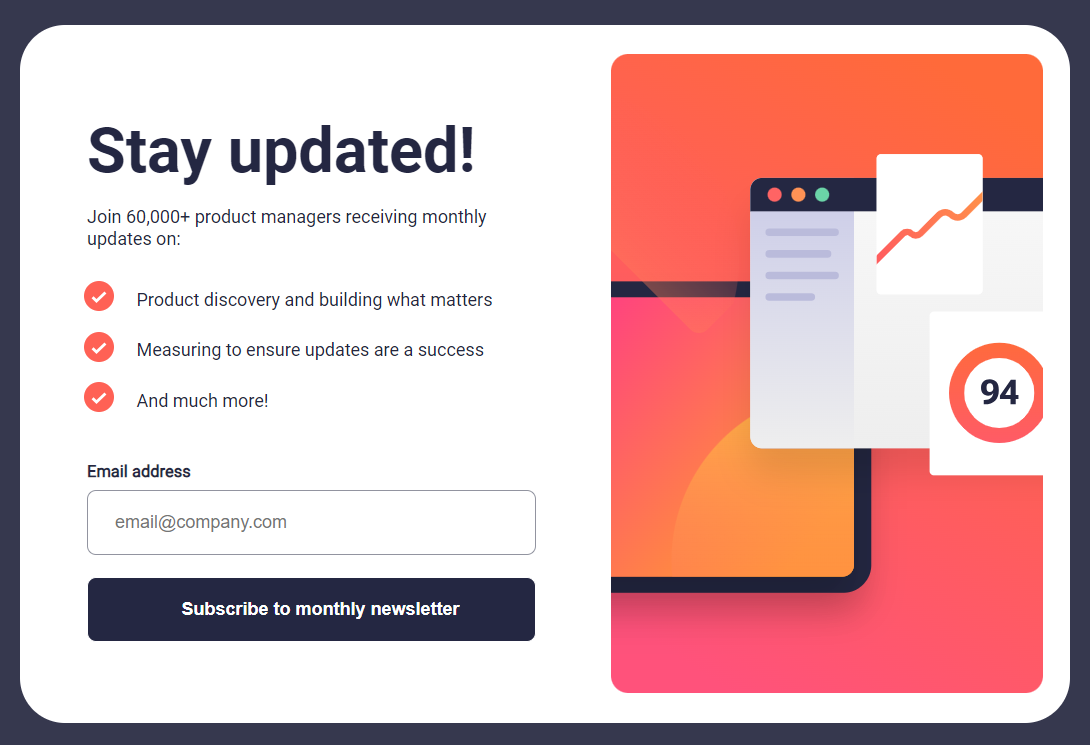 Stay updated!
Join 60,000+ product managers receiving monthly
updates on:
Product discovery and building what matters
Measuring to ensure updates are a success
And much more!
Email address
email@company.com
Subscribe to monthly newsletter
94